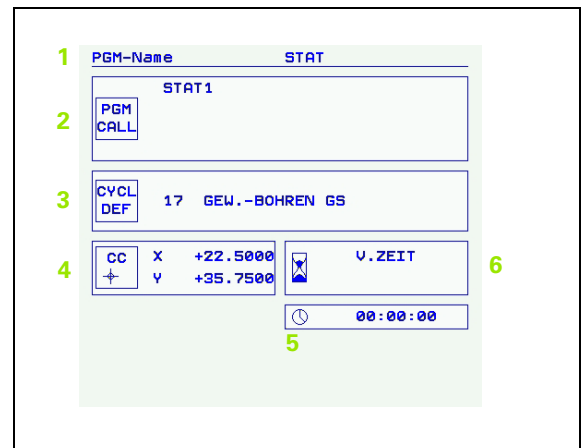 1 PGM-Name STAT
STAT1
2 PGM CALL
3 CYCL DEF 17 GEW.-BOHREN GS
4 CC X +22.5000
Y +35.7500
V.ZEIT 6
00:00:00
5